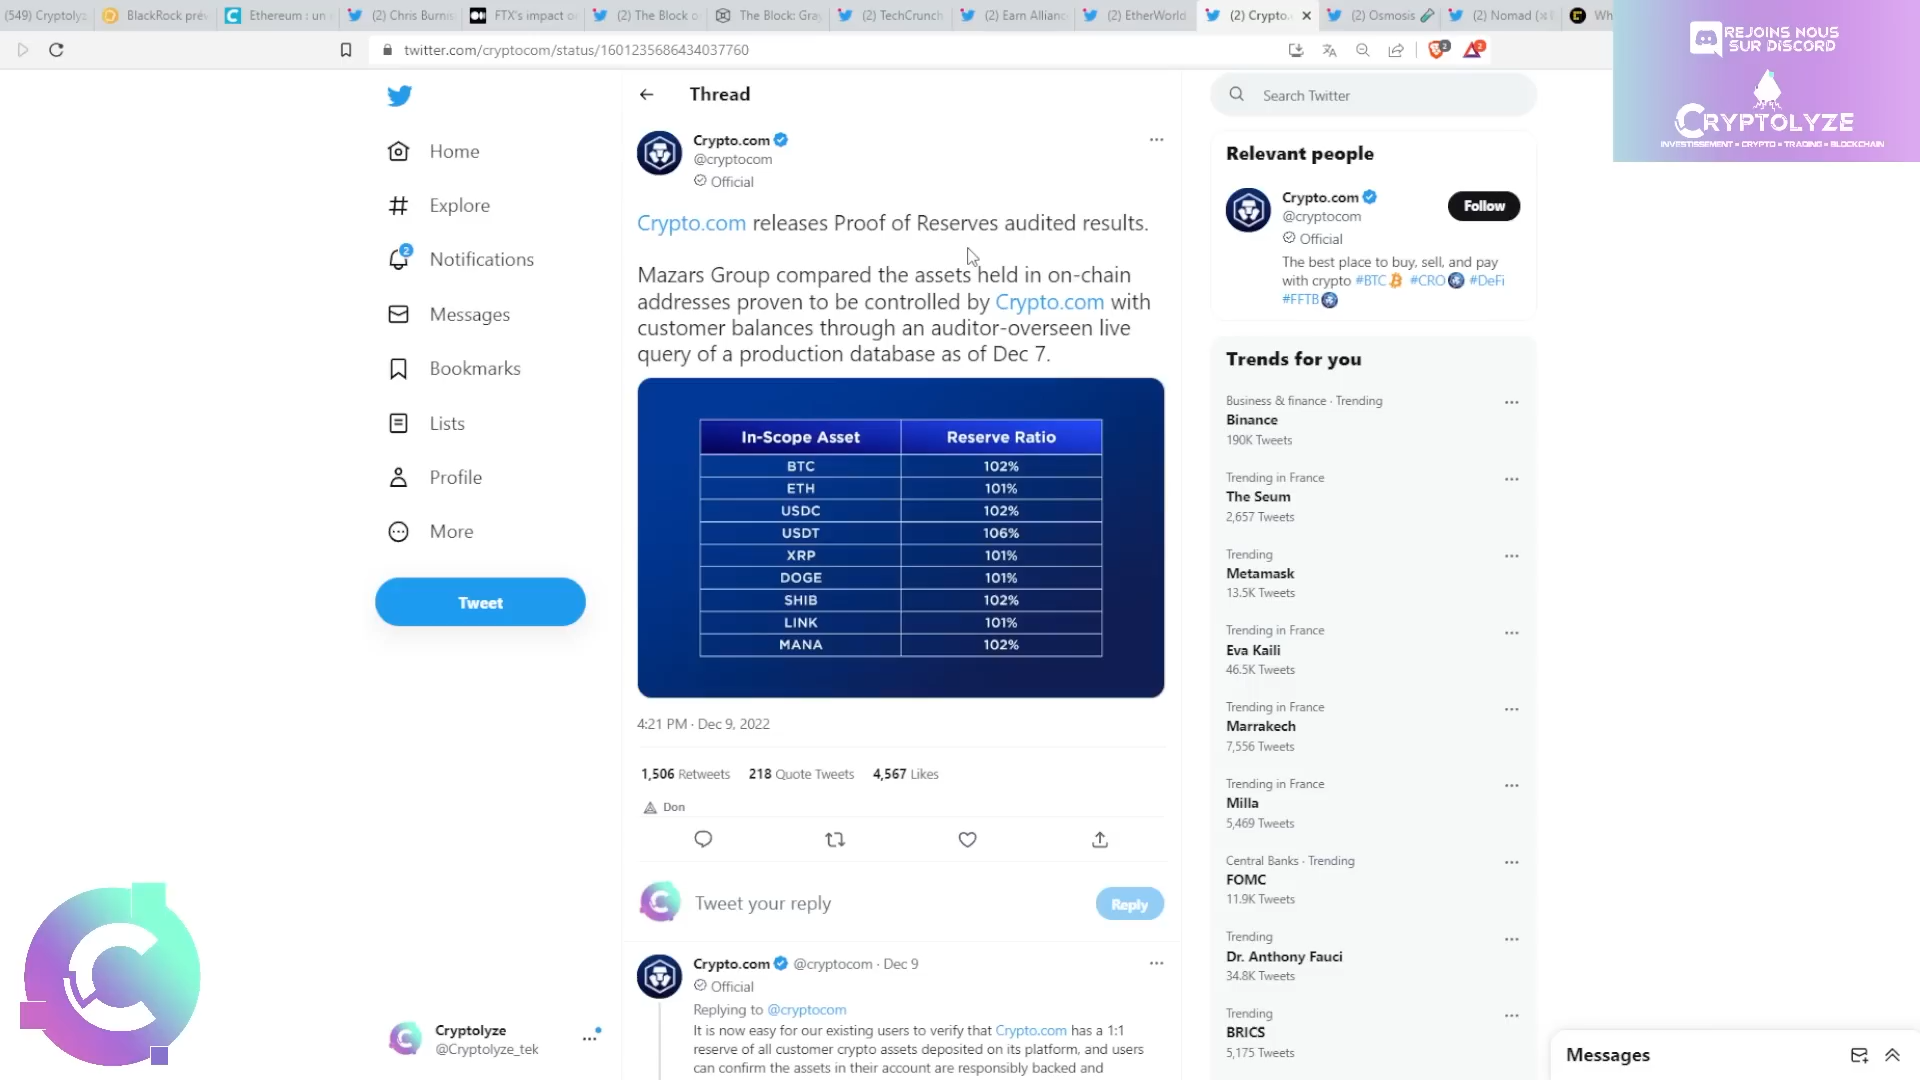 (549) Cryptolyz
BlackRock prév
Ethereum : un
(2) Chris Burnis
FTX's impact o
(2) The Block o
The Block: Gra
(2) TechCrunch
(2) Earn Allianc
(2) EtherWorld
(2) Crypto.
(2) Osmosis
(2) Nomad
Wh
twitter.com/cryptocom/status/1601235686434037760
2
2
REJOINS NOUS
SUR DISCORD
CRYPTOLYZE
INVESTISSEMENT • CRYPTO • TRADING • BLOCKCHAIN
Home
Explore
2
Notifications
Messages
Bookmarks
Lists
Profile
More
Tweet
Cryptolyze
@Cryptolyze_tek
Thread
Crypto.com
@cryptocom
Official
Crypto.com releases Proof of Reserves audited results.
Mazars Group compared the assets held in on-chain
addresses proven to be controlled by Crypto.com with
customer balances through an auditor-overseen live
query of a production database as of Dec 7.
In-Scope Asset Reserve Ratio
BTC 102%
ETH 101%
USDC 102%
USDT 106%
XRP 101%
DOGE 101%
SHIB 102%
LINK 101%
MANA 102%
4:21 PM · Dec 9, 2022
1,506 Retweets 218 Quote Tweets 4,567 Likes
Don
Tweet your reply
Reply
Crypto.com @cryptocom · Dec 9
Official
Replying to @cryptocom
It is now easy for our existing users to verify that Crypto.com has a 1:1
reserve of all customer crypto assets deposited on its platform, and users
can confirm the assets in their account are responsibly backed and
Search Twitter
Relevant people
Crypto.com
@cryptocom
Official
Follow
The best place to buy, sell, and pay
with crypto #BTC #CRO #DeFi
#FFTB
Trends for you
Business & finance · Trending
Binance
190K Tweets
Trending in France
The Seum
2,657 Tweets
Trending
Metamask
13.5K Tweets
Trending in France
Eva Kaili
46.5K Tweets
Trending in France
Marrakech
7,556 Tweets
Trending in France
Milla
5,469 Tweets
Central Banks · Trending
FOMC
11.9K Tweets
Trending
Dr. Anthony Fauci
34.8K Tweets
Trending
BRICS
5,175 Tweets
Messages